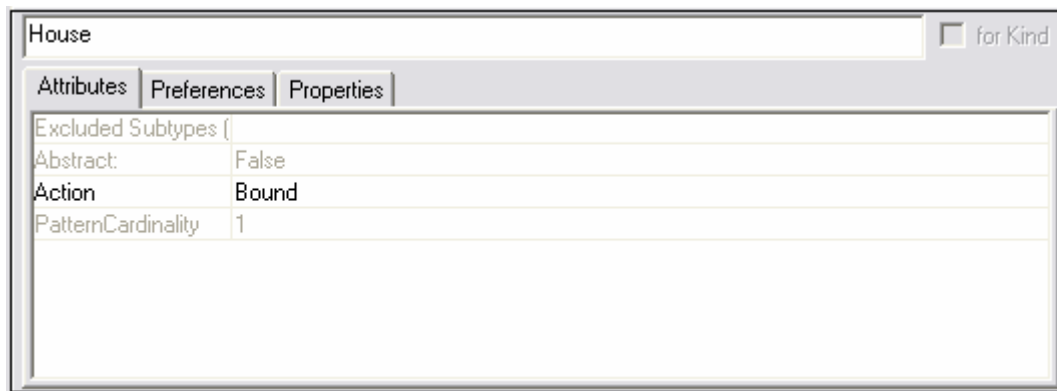 House for Kind
Attributes Preferences Properties
Excluded Subtypes (
Abstract: False
Action Bound
PatternCardinality 1